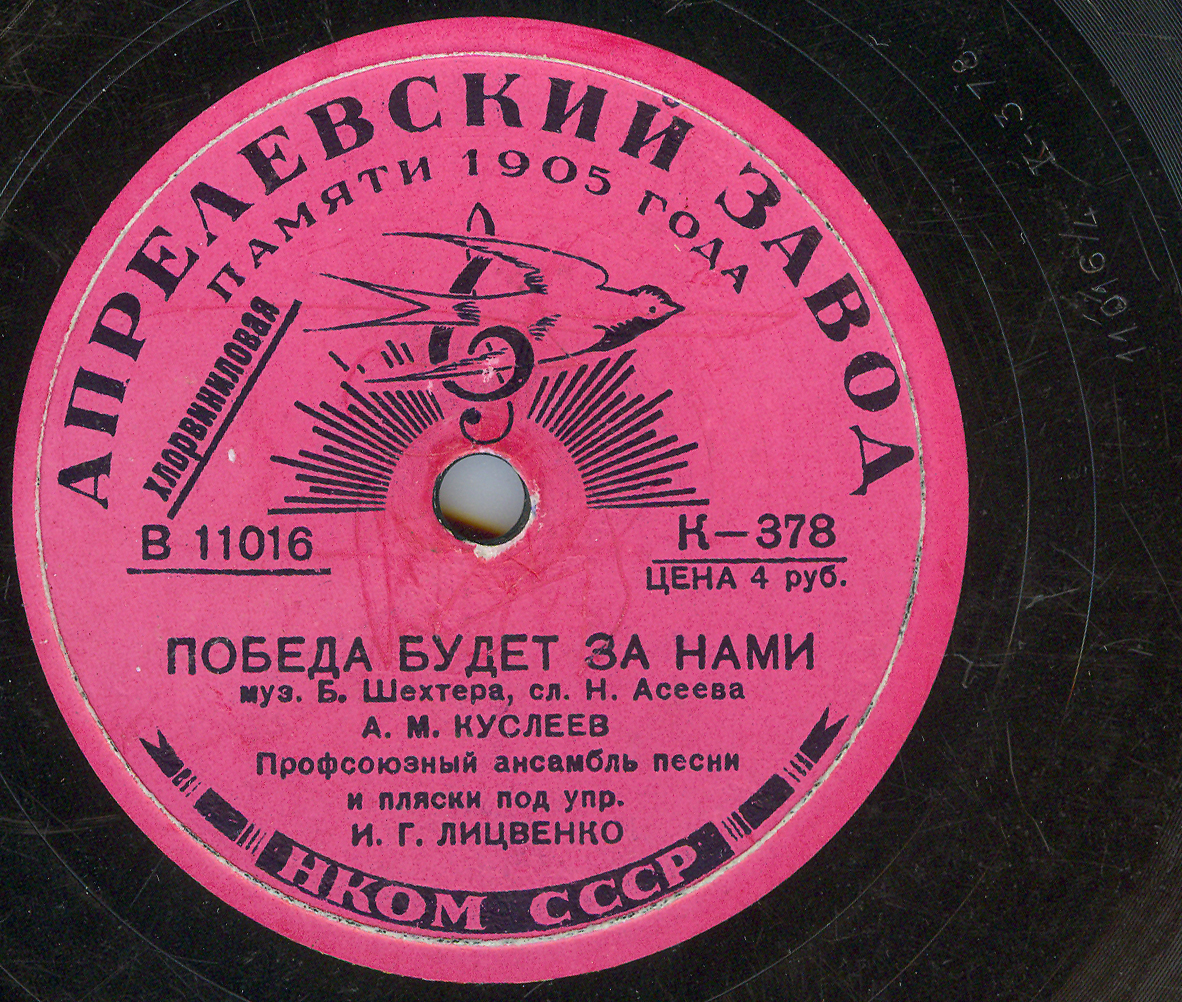 АПРЕЛЕВСКИЙ ЗАВОД
ПАМЯТИ 1905 ГОДА
ХЛОРВИНИЛОВАЯ
В 11016
К—378
ЦЕНА 4 руб.
ПОБЕДА БУДЕТ ЗА НАМИ
муз. Б. Шехтера, сл. Н. Асеева
А. М. КУСЛЕЕВ
Профсоюзный ансамбль песни
и пляски под упр.
И. Г. ЛИЦВЕНКО
НКОМ СССР
К-378